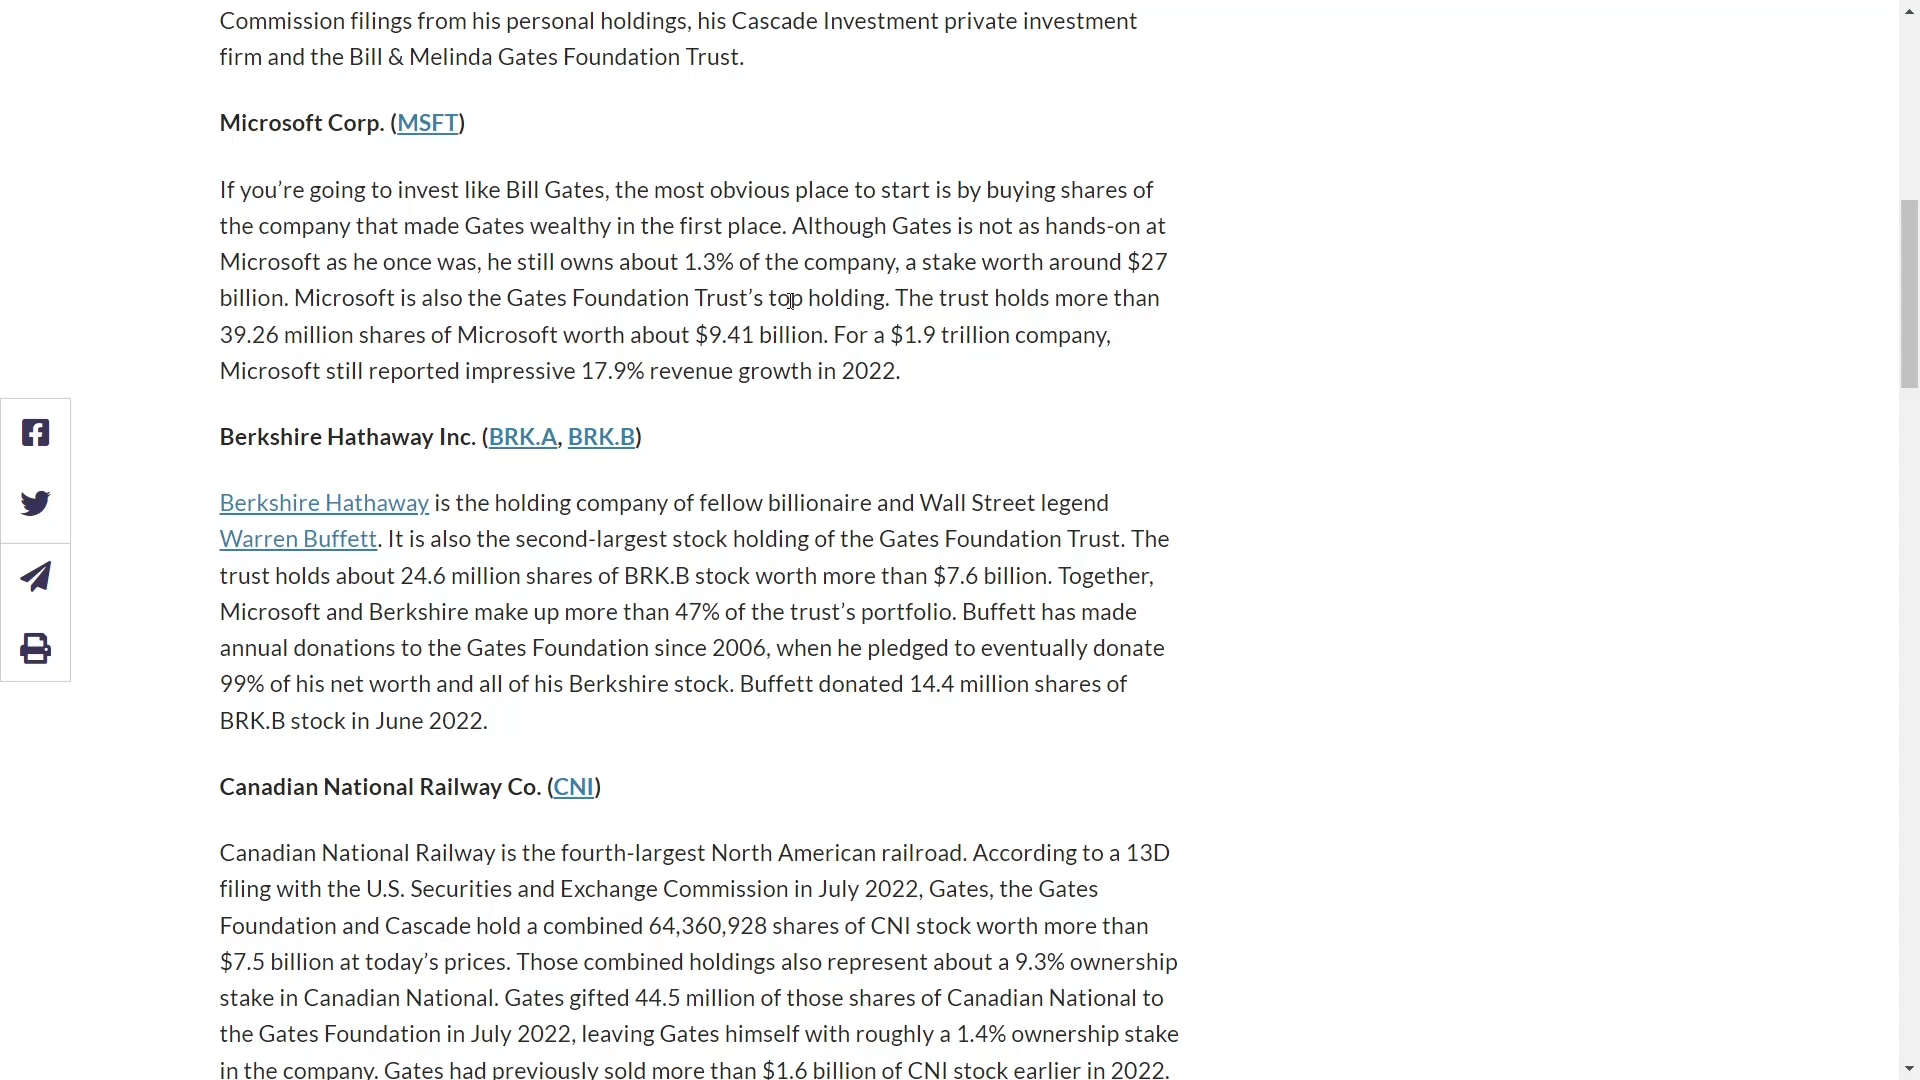 Commission filings from his personal holdings, his Cascade Investment private investment
firm and the Bill & Melinda Gates Foundation Trust.
Microsoft Corp. (MSFT)
If you’re going to invest like Bill Gates, the most obvious place to start is by buying shares of
the company that made Gates wealthy in the first place. Although Gates is not as hands-on at
Microsoft as he once was, he still owns about 1.3% of the company, a stake worth around $27
billion. Microsoft is also the Gates Foundation Trust’s top holding. The trust holds more than
39.26 million shares of Microsoft worth about $9.41 billion. For a $1.9 trillion company,
Microsoft still reported impressive 17.9% revenue growth in 2022.
Berkshire Hathaway Inc. (BRK.A, BRK.B)
Berkshire Hathaway is the holding company of fellow billionaire and Wall Street legend
Warren Buffett. It is also the second-largest stock holding of the Gates Foundation Trust. The
trust holds about 24.6 million shares of BRK.B stock worth more than $7.6 billion. Together,
Microsoft and Berkshire make up more than 47% of the trust’s portfolio. Buffett has made
annual donations to the Gates Foundation since 2006, when he pledged to eventually donate
99% of his net worth and all of his Berkshire stock. Buffett donated 14.4 million shares of
BRK.B stock in June 2022.
Canadian National Railway Co. (CNI)
Canadian National Railway is the fourth-largest North American railroad. According to a 13D
filing with the U.S. Securities and Exchange Commission in July 2022, Gates, the Gates
Foundation and Cascade hold a combined 64,360,928 shares of CNI stock worth more than
$7.5 billion at today’s prices. Those combined holdings also represent about a 9.3% ownership
stake in Canadian National. Gates gifted 44.5 million of those shares of Canadian National to
the Gates Foundation in July 2022, leaving Gates himself with roughly a 1.4% ownership stake
in the company. Gates had previously sold more than $1.6 billion of CNI stock earlier in 2022.